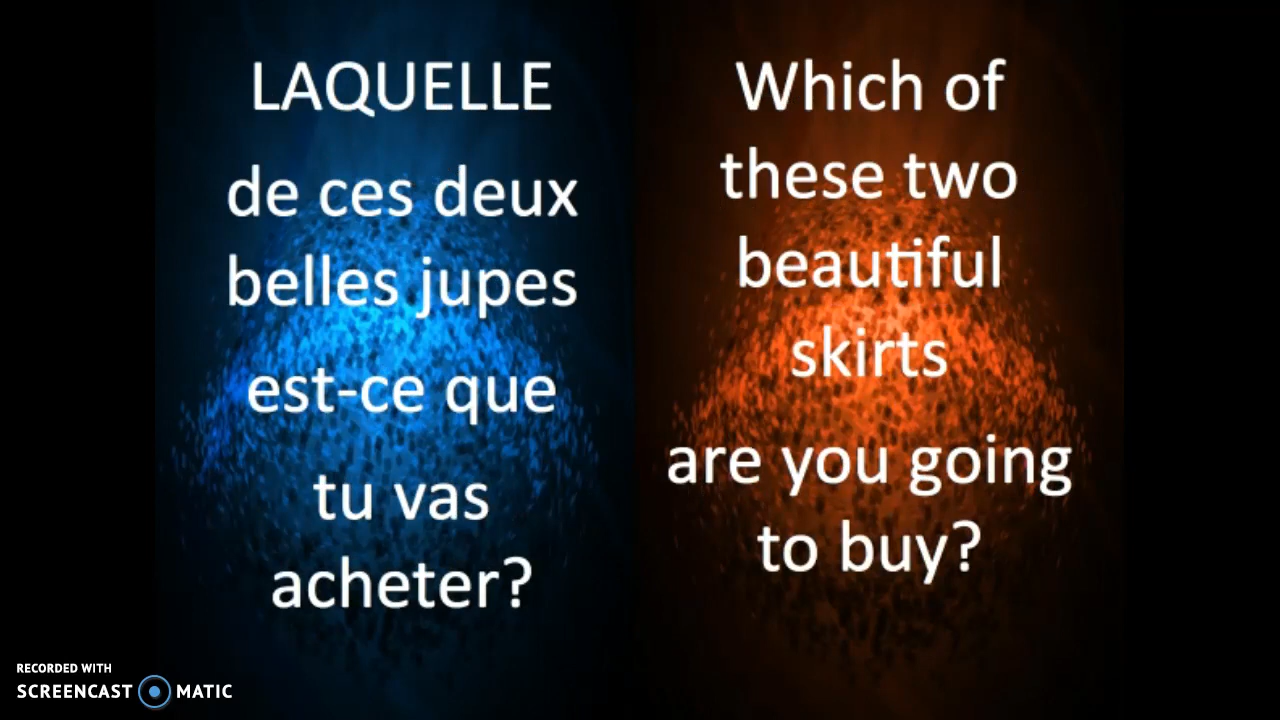 LAQUELLE
de ces deux
belles jupes
est-ce que
tu vas
acheter?
Which of
these two
beautiful
skirts
are you going
to buy?
RECORDED WITH
SCREENCAST MATIC